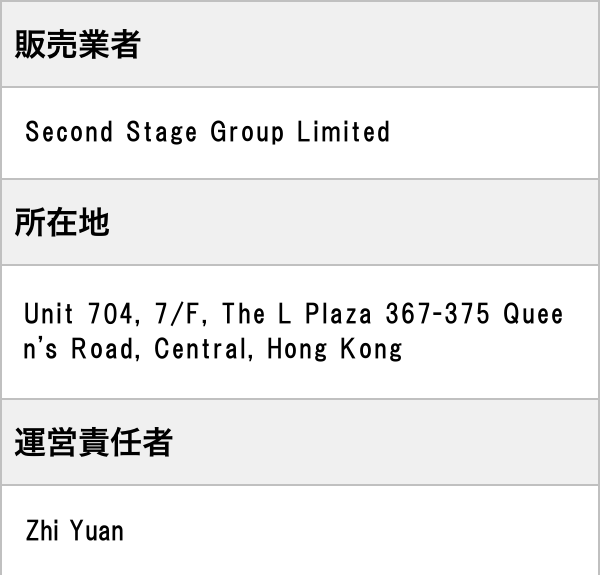 販売業者
Second Stage Group Limited
所在地
Unit 704, 7/F, The L Plaza 367-375 Quee
n's Road, Central, Hong Kong
運営責任者
Zhi Yuan